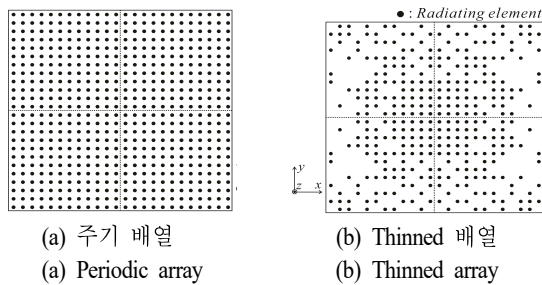 ● : Radiating element
y
z x
(a) 주기 배열
(a) Periodic array
(b) Thinned 배열
(b) Thinned array